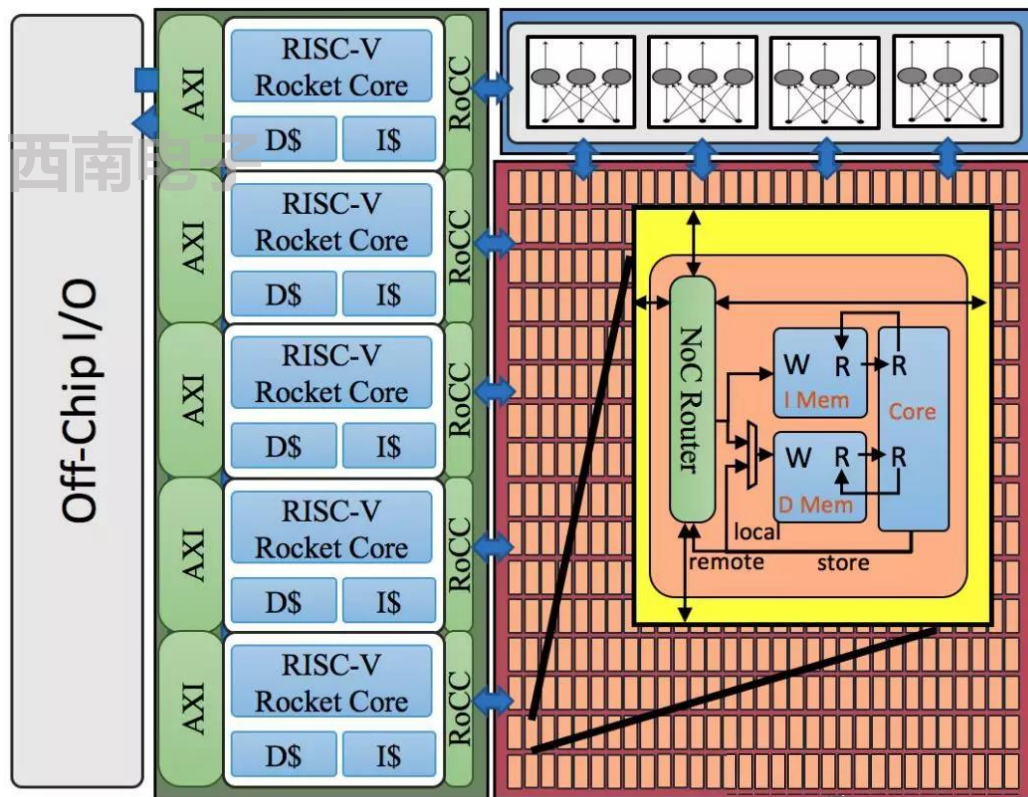 Off-Chip I/O
西南电子
AXI
RISC-V
Rocket Core
D$
I$
RoCC
AXI
RISC-V
Rocket Core
D$
I$
RoCC
AXI
RISC-V
Rocket Core
D$
I$
RoCC
AXI
RISC-V
Rocket Core
D$
I$
RoCC
AXI
RISC-V
Rocket Core
D$
I$
RoCC
NoC Router
W
R
R
I Mem
Core
W
R
R
D Mem
local
remote
store